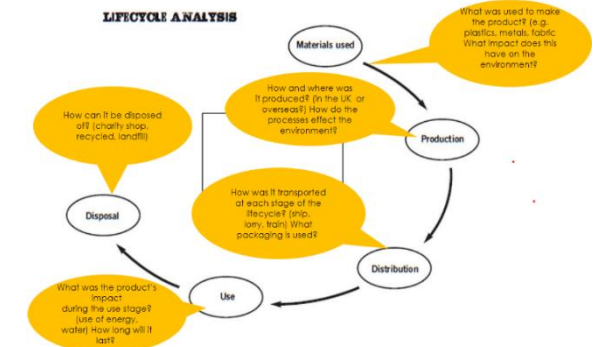 LIFECYCLE ANALYSIS
What was used to make
the product? (e.g.
plastics, metals, fabric
What impact does this
have on the
environment?
Materials used
How and where was
it produced? (in the UK or
overseas?) How do the
processes effect the
environment?
Production
How can it be disposed
of? (charity shop,
recycled, landfill)
How was it transported
at each stage of the
lifecycle? (ship,
lorry, train) What
packaging is used?
Disposal
Distribution
What was the product's
impact
during the use stage?
(use of energy,
water) How long will it
last?
Use